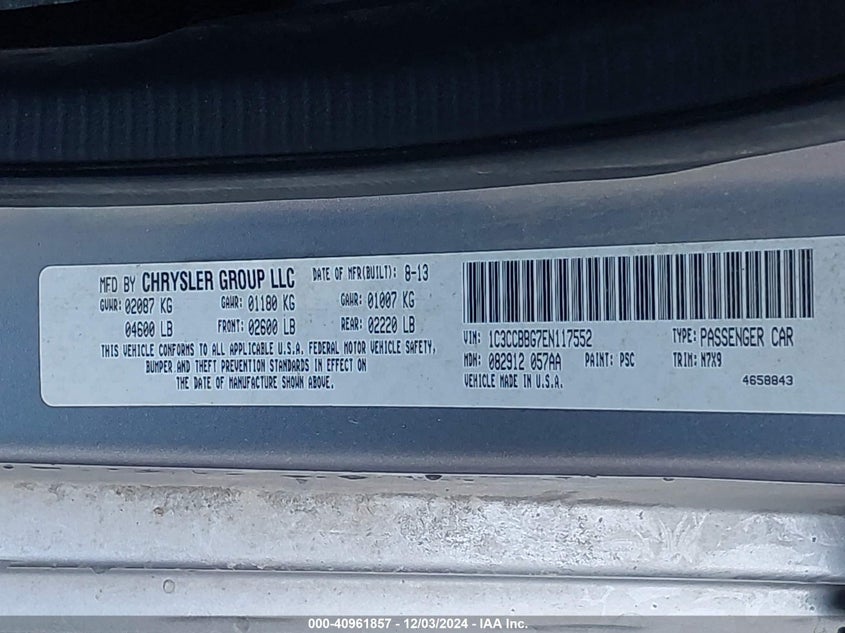 MFD BY CHRYSLER GROUP LLC DATE OF MFR(BUILT): 8-13
GVWR: 02087 KG GAWR: 01180 KG GAWR: 01007 KG
04600 LB FRONT: 02600 LB REAR: 02220 LB
THIS VEHICLE CONFORMS TO ALL APPLICABLE U.S.A. FEDERAL MOTOR VEHICLE SAFETY,
BUMPER AND THEFT PREVENTION STANDARDS IN EFFECT ON
THE DATE OF MANUFACTURE SHOWN ABOVE.
VIN: 1C3CCBBG7EN117552 TYPE: PASSENGER CAR
MDH: 082912 057AA PAINT: PSC TRIM: N7X9
VEHICLE MADE IN U.S.A. 4658843
000-40961857 - 12/03/2024 - IAA Inc.